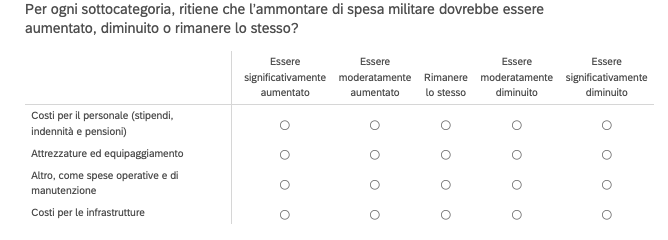 Per ogni sottocategoria, ritiene che l'ammontare di spesa militare dovrebbe essere
aumentato, diminuito o rimanere lo stesso?
Essere significativamente aumentato
Essere moderatamente aumentato
Rimanere lo stesso
Essere moderatamente diminuito
Essere significativamente diminuito
Costi per il personale (stipendi,
indennità e pensioni)
Attrezzature ed equipaggiamento
Altro, come spese operative e di
manutenzione
Costi per le infrastrutture